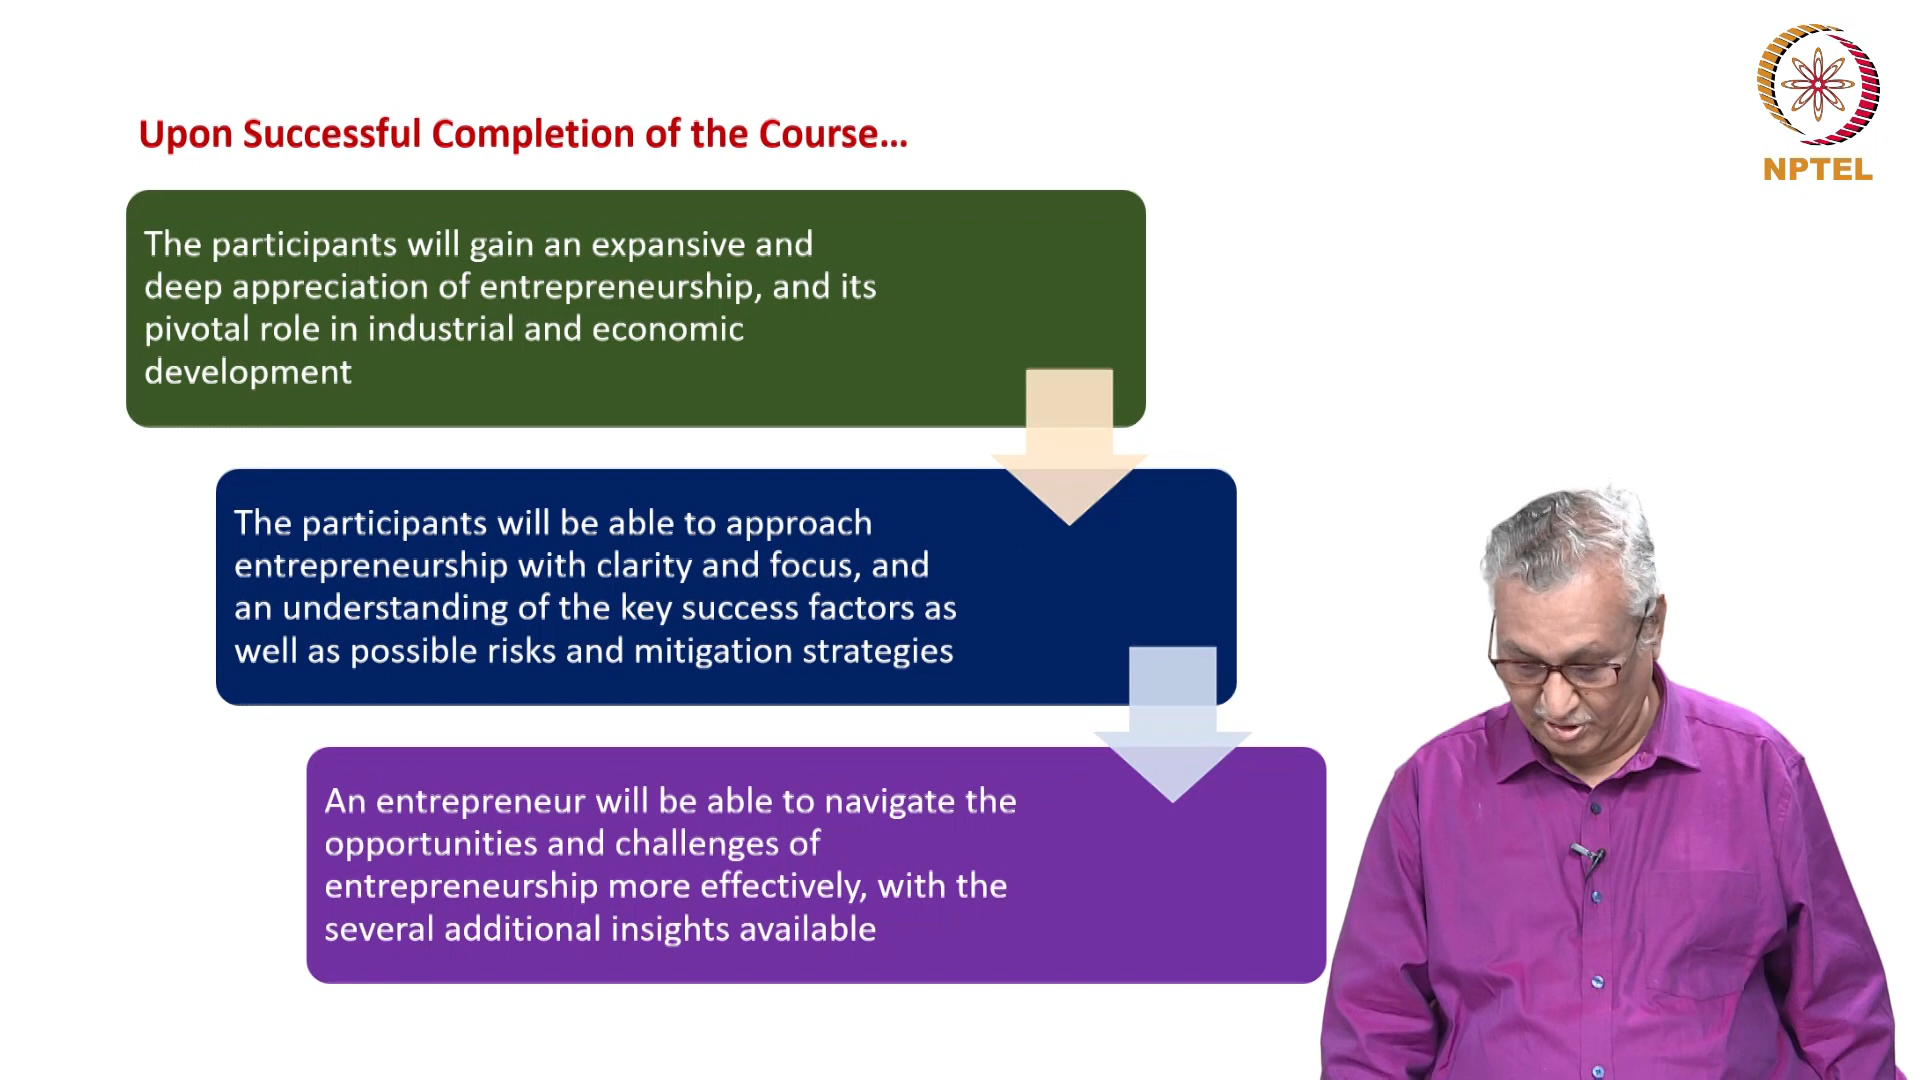 NPTEL
Upon Successful Completion of the Course...
The participants will gain an expansive and
deep appreciation of entrepreneurship, and its
pivotal role in industrial and economic
development
The participants will be able to approach
entrepreneurship with clarity and focus, and
an understanding of the key success factors as
well as possible risks and mitigation strategies
An entrepreneur will be able to navigate the
opportunities and challenges of
entrepreneurship more effectively, with the
several additional insights available